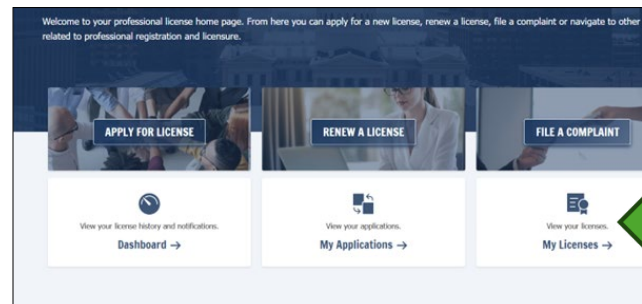 Welcome to your professional license home page. From here you can apply for a new license, renew a license, file a complaint or navigate to other
related to professional registration and licensure.
APPLY FOR LICENSE
RENEW A LICENSE
FILE A COMPLAINT
View your license history and notifications.
Dashboard →
View your applications.
My Applications →
View your licenses.
My Licenses →